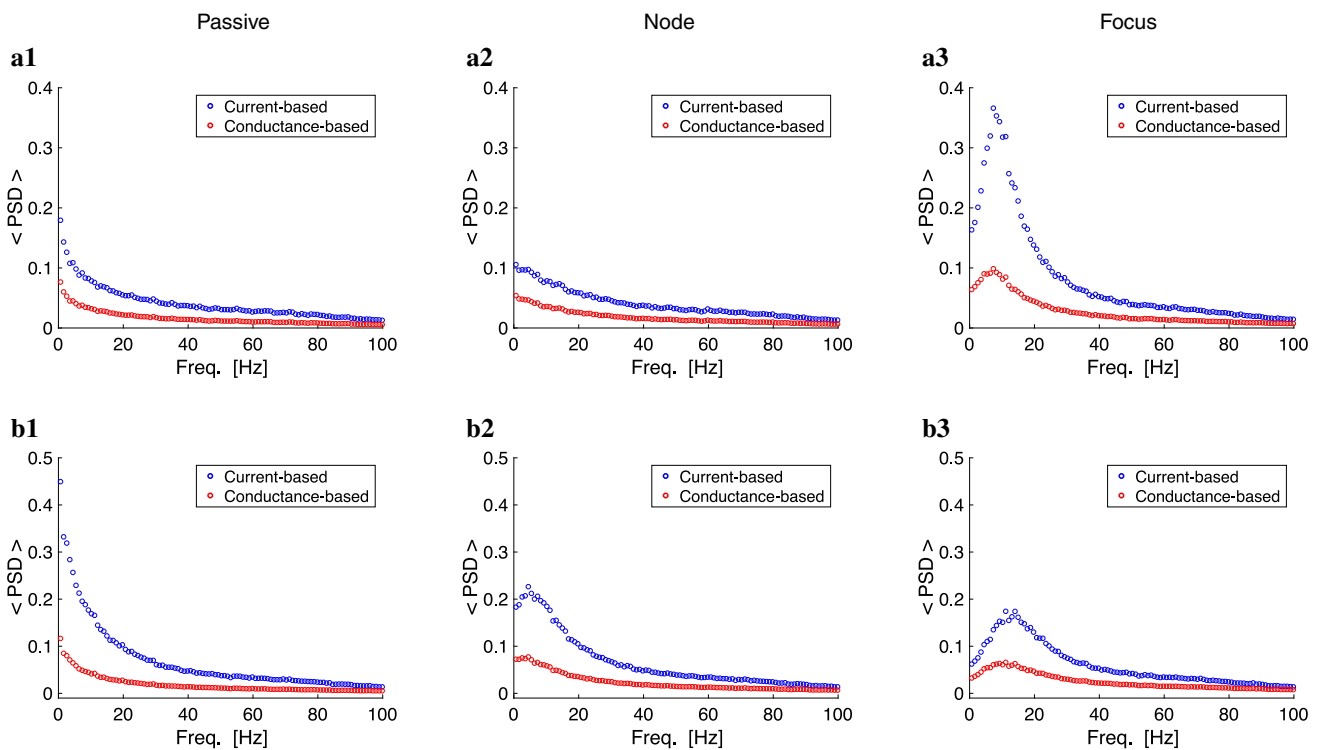 Passive Node Focus
a1 a2 a3
0.4 0.4 0.4
Current-based Current-based Current-based
Conductance-based Conductance-based Conductance-based
0.3 0.3 0.3
< PSD > < PSD > < PSD >
0.2 0.2 0.2
0.1 0.1 0.1
0 0 0
0 20 40 60 80 100 0 20 40 60 80 100 0 20 40 60 80 100
Freq. [Hz] Freq. [Hz] Freq. [Hz]
b1 b2 b3
0.5 0.5 0.5
Current-based Current-based Current-based
Conductance-based Conductance-based Conductance-based
0.4 0.4 0.4
0.3 0.3 0.3
< PSD > < PSD > < PSD >
0.2 0.2 0.2
0.1 0.1 0.1
0 0 0
0 20 40 60 80 100 0 20 40 60 80 100 0 20 40 60 80 100
Freq. [Hz] Freq. [Hz] Freq. [Hz]